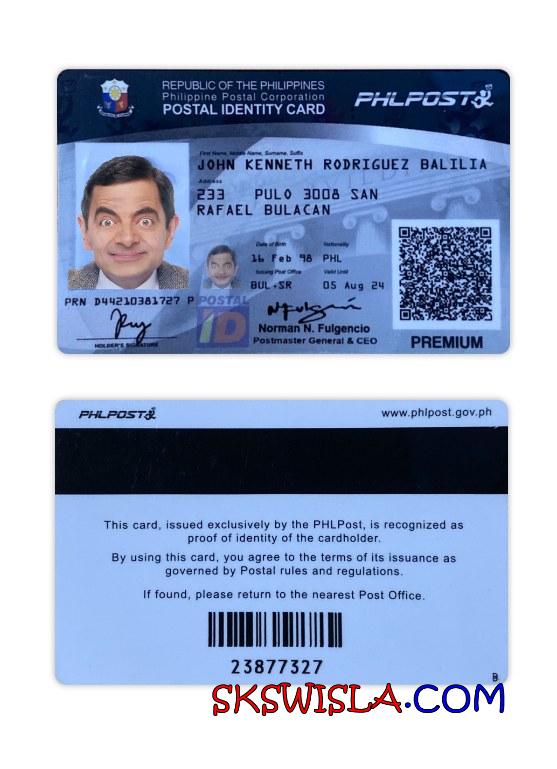 REPUBLIC OF THE PHILIPPINES
Philippine Postal Corporation
POSTAL IDENTITY CARD
PHLPOST
First Name, Middle Name, Surname, Suffix
JOHN KENNETH RODRIGUEZ BALILIA
Address
233 PULO 3008 SAN
RAFAEL BULACAN
Date of Birth Nationality
16 Feb 98 PHL
Issuing Post Office Valid Until
BUL-SR 05 Aug 24
PRN D44210381727 P
POSTAL
iD
HOLDER'S SIGNATURE
Norman N. Fulgencio
Postmaster General & CEO
PREMIUM
PHLPOST
www.phlpost.gov.ph
This card, issued exclusively by the PHLPost, is recognized as
proof of identity of the cardholder.
By using this card, you agree to the terms of its issuance as
governed by Postal rules and regulations.
If found, please return to the nearest Post Office.
23877327
B
SKSWISLA.COM